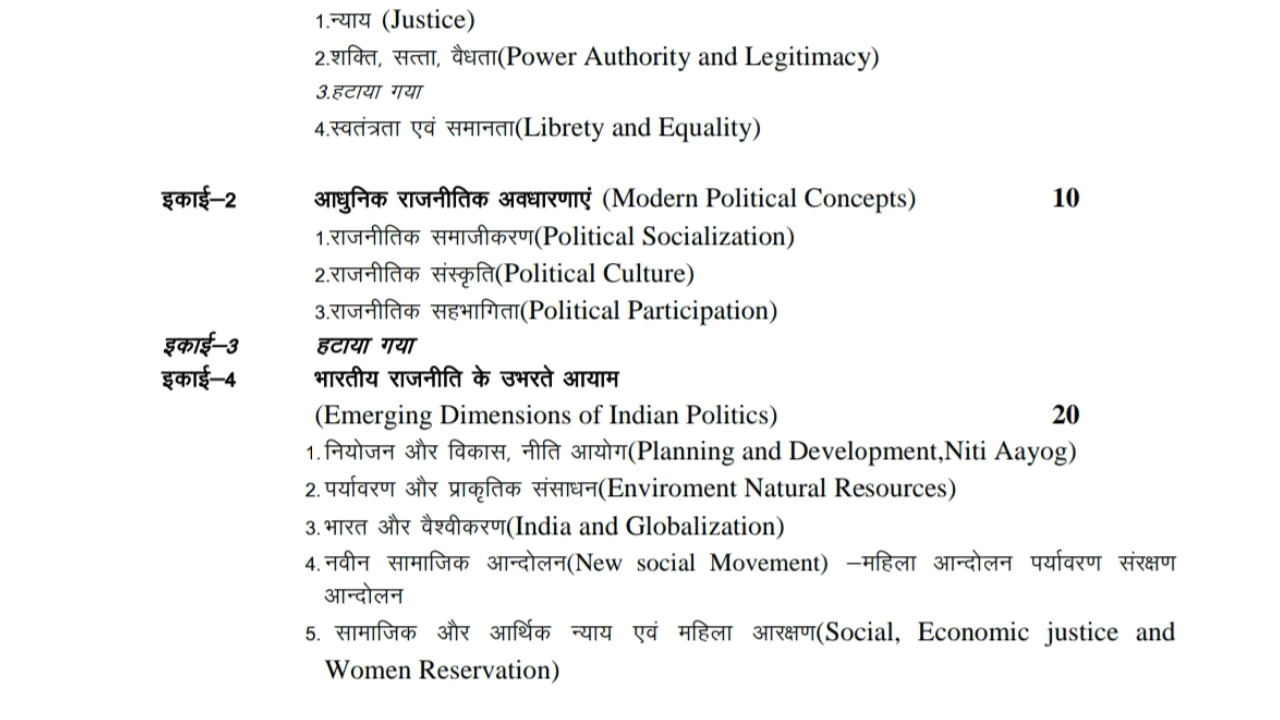 1.न्याय (Justice)
2.शक्ति, सत्ता, वैधता(Power Authority and Legitimacy)
3.हटाया गया
4.स्वतंत्रता एवं समानता(Librety and Equality)
इकाई–2 आधुनिक राजनीतिक अवधारणाएं (Modern Political Concepts) 10
1.राजनीतिक समाजीकरण(Political Socialization)
2.राजनीतिक संस्कृति(Political Culture)
3.राजनीतिक सहभागिता(Political Participation)
इकाई–3 हटाया गया
इकाई–4 भारतीय राजनीति के उभरते आयाम
(Emerging Dimensions of Indian Politics) 20
1. नियोजन और विकास, नीति आयोग(Planning and Development,Niti Aayog)
2. पर्यावरण और प्राकृतिक संसाधन(Enviroment Natural Resources)
3. भारत और वैश्वीकरण(India and Globalization)
4. नवीन सामाजिक आन्दोलन(New social Movement) –महिला आन्दोलन पर्यावरण संरक्षण
आन्दोलन
5. सामाजिक और आर्थिक न्याय एवं महिला आरक्षण(Social, Economic justice and
Women Reservation)